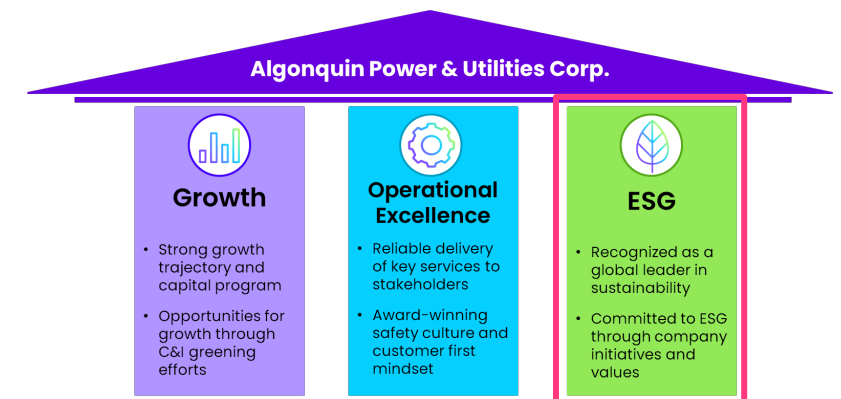 Algonquin Power & Utilities Corp.
Growth
• Strong growth
trajectory and
capital program
• Opportunities for
growth through
C&I greening
efforts
Operational
Excellence
• Reliable delivery
of key services to
stakeholders
• Award-winning
safety culture and
customer first
mindset
ESG
• Recognized as a
global leader in
sustainability
• Committed to ESG
through company
initiatives and
values